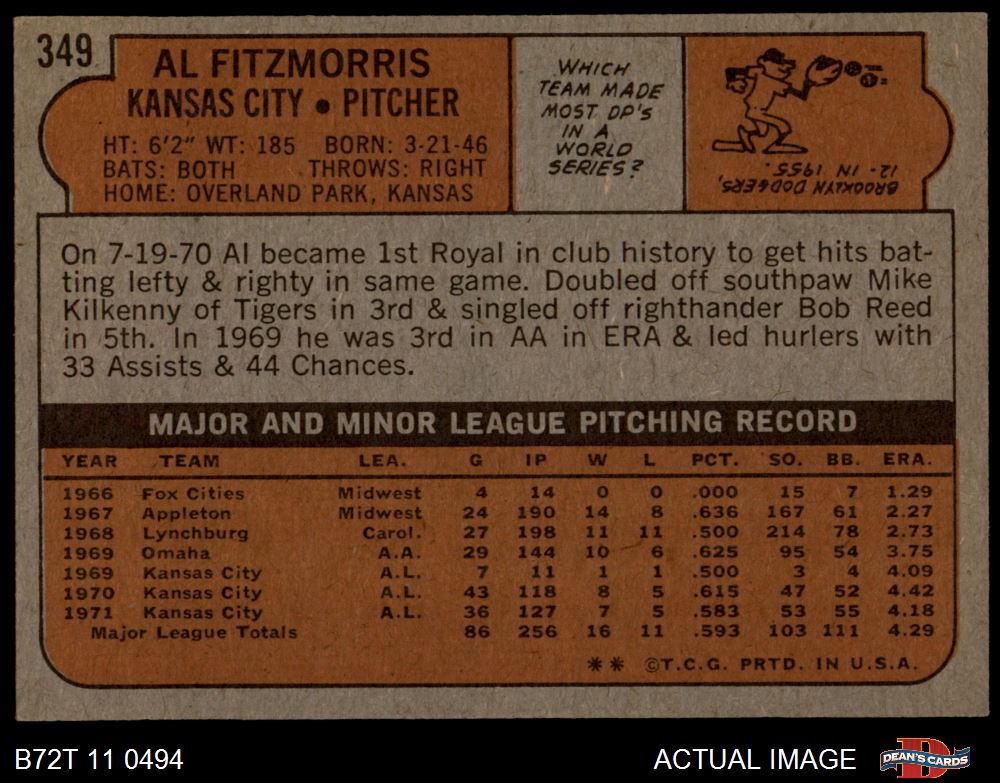 349
AL FITZMORRIS
KANSAS CITY • PITCHER
HT: 6'2" WT: 185 BORN: 3-21-46
BATS: BOTH THROWS: RIGHT
HOME: OVERLAND PARK, KANSAS
WHICH
TEAM MADE
MOST DP'S
IN A
WORLD
SERIES?
BROOKLYN DODGERS,
12 - IN 1955.
On 7-19-70 Al became 1st Royal in club history to get hits bat-
ting lefty & righty in same game. Doubled off southpaw Mike
Kilkenny of Tigers in 3rd & singled off righthander Bob Reed
in 5th. In 1969 he was 3rd in AA in ERA & led hurlers with
33 Assists & 44 Chances.
MAJOR AND MINOR LEAGUE PITCHING RECORD
YEAR TEAM LEA. G IP W L PCT. SO. BB. ERA.
1966 Fox Cities Midwest 4 14 0 0 .000 15 7 1.29
1967 Appleton Midwest 24 190 14 8 .636 167 61 2.27
1968 Lynchburg Carol. 27 198 11 11 .500 214 78 2.73
1969 Omaha A.A. 29 144 10 6 .625 95 54 3.75
1969 Kansas City A.L. 7 11 1 1 .500 3 4 4.09
1970 Kansas City A.L. 43 118 8 5 .615 47 52 4.42
1971 Kansas City A.L. 36 127 7 5 .583 53 55 4.18
Major League Totals 86 256 16 11 .593 103 111 4.29
** ©T.C.G. PRTD. IN U.S.A.
B72T 11 0494
ACTUAL IMAGE
D
DEAN'S CARDS